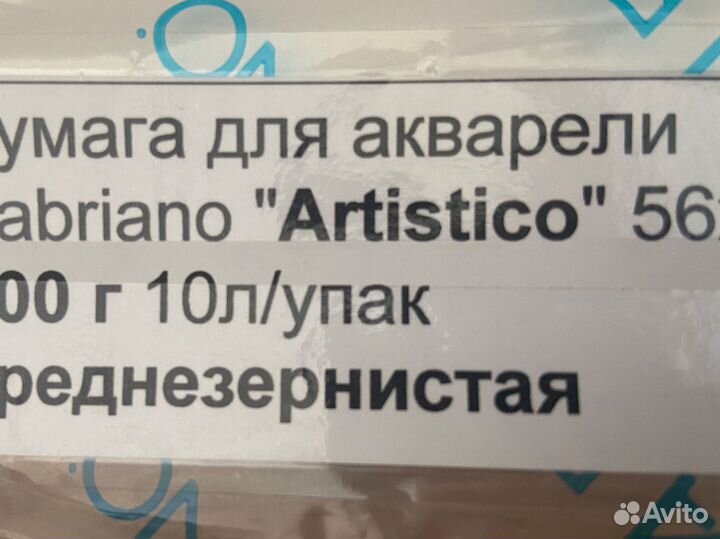 умага для акварели
abriano "Artistico" 56
00 г 10л/упак
реднезернистая
Avito